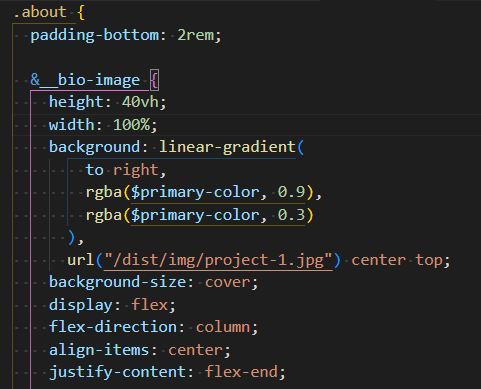 .about {
padding-bottom: 2rem;
&__bio-image {
height: 40vh;
width: 100%;
background: linear-gradient(
to right,
rgba($primary-color, 0.9),
rgba($primary-color, 0.3)
),
url("/dist/img/project-1.jpg") center top;
background-size: cover;
display: flex;
flex-direction: column;
align-items: center;
justify-content: flex-end;